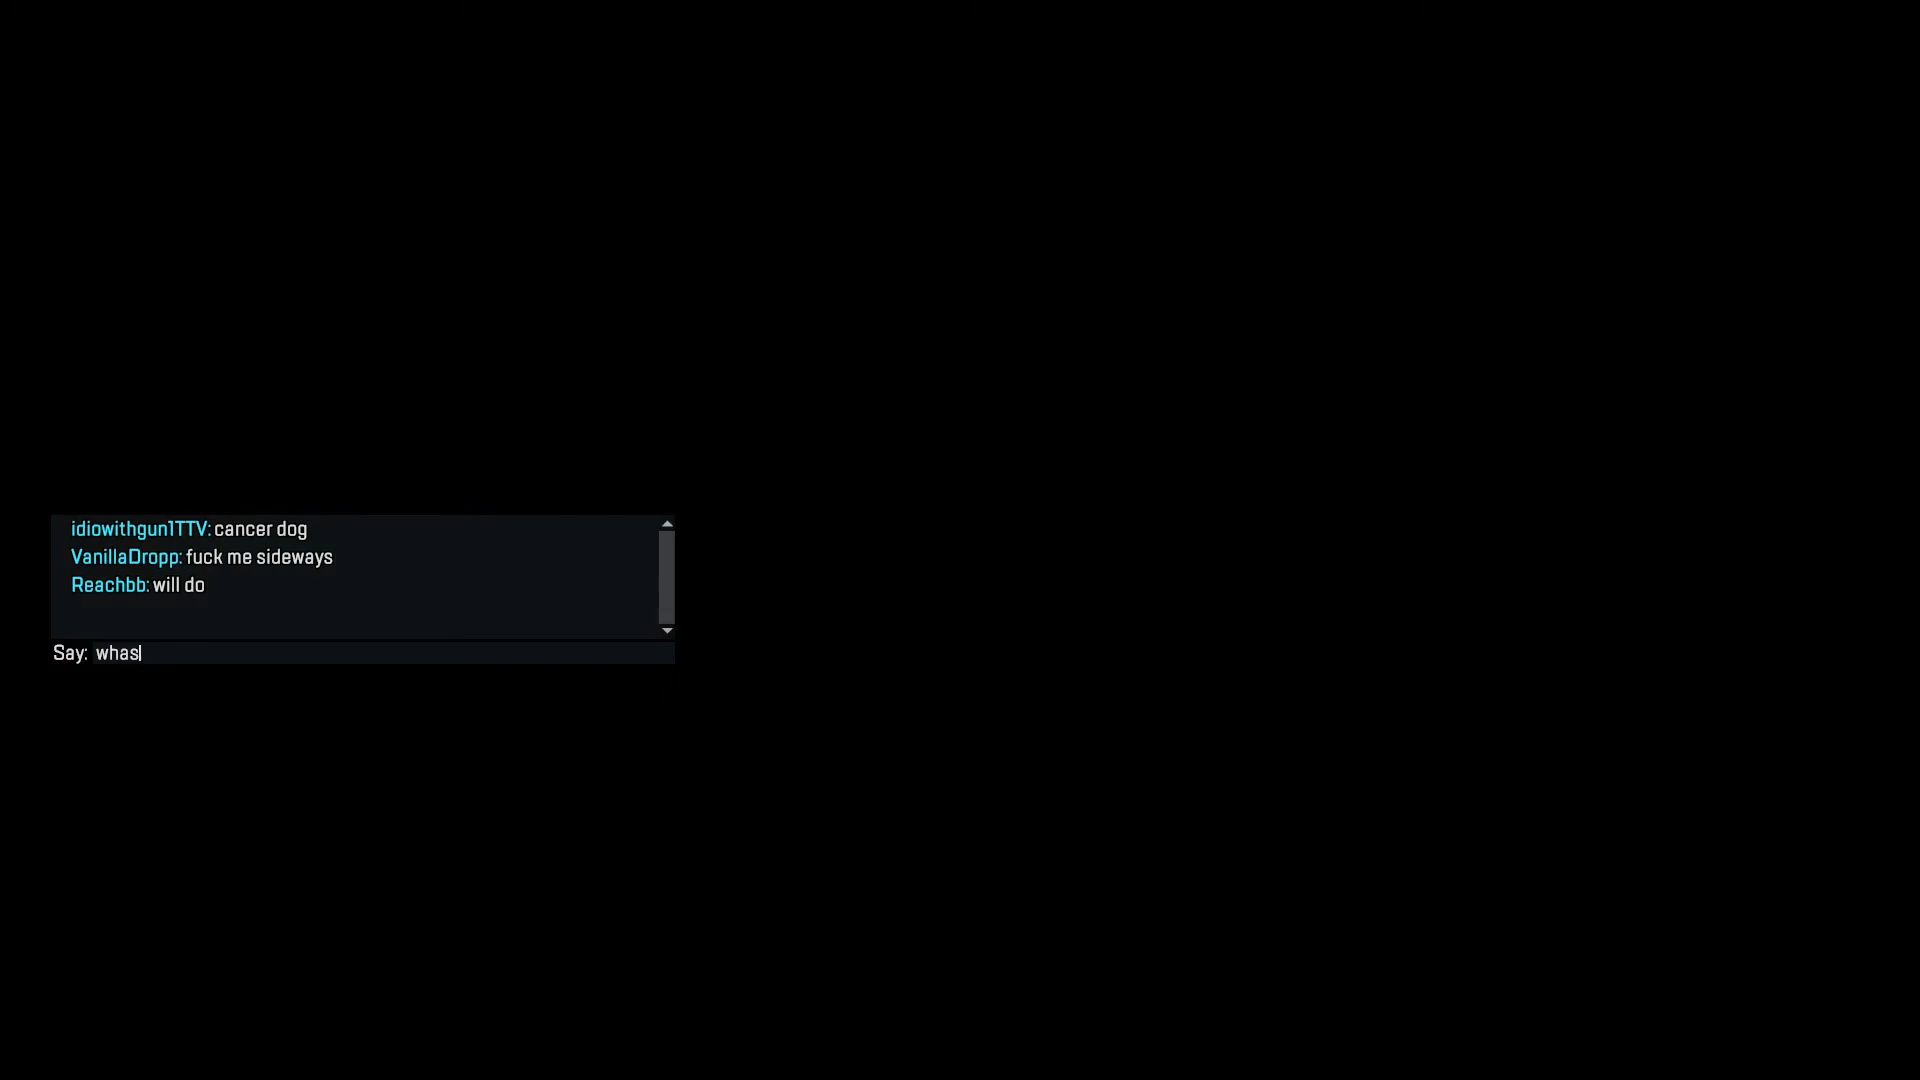 idiowithgun1TTV: cancer dog
VanillaDropp: fuck me sideways
Reachbb: will do
Say: whas